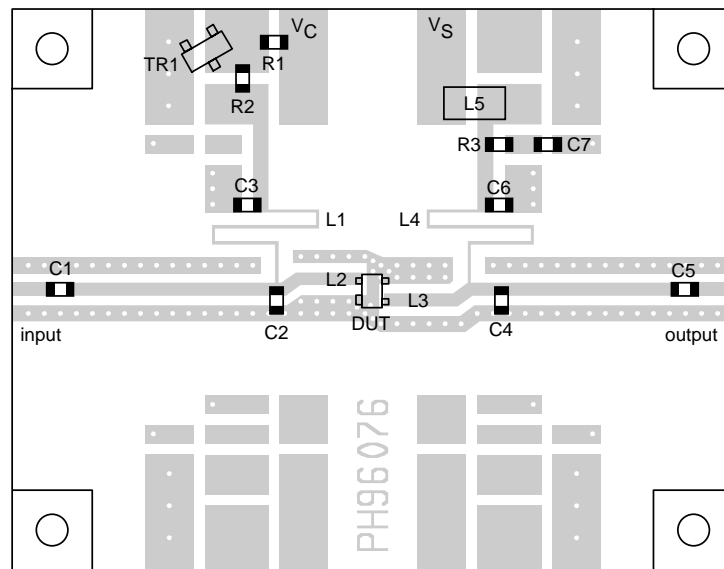 VC
VS
TR1
R1
R2
L5
R3
C7
C3
C6
L1
L4
C1
L2
C5
L3
C2
DUT
C4
input
output
PH96076